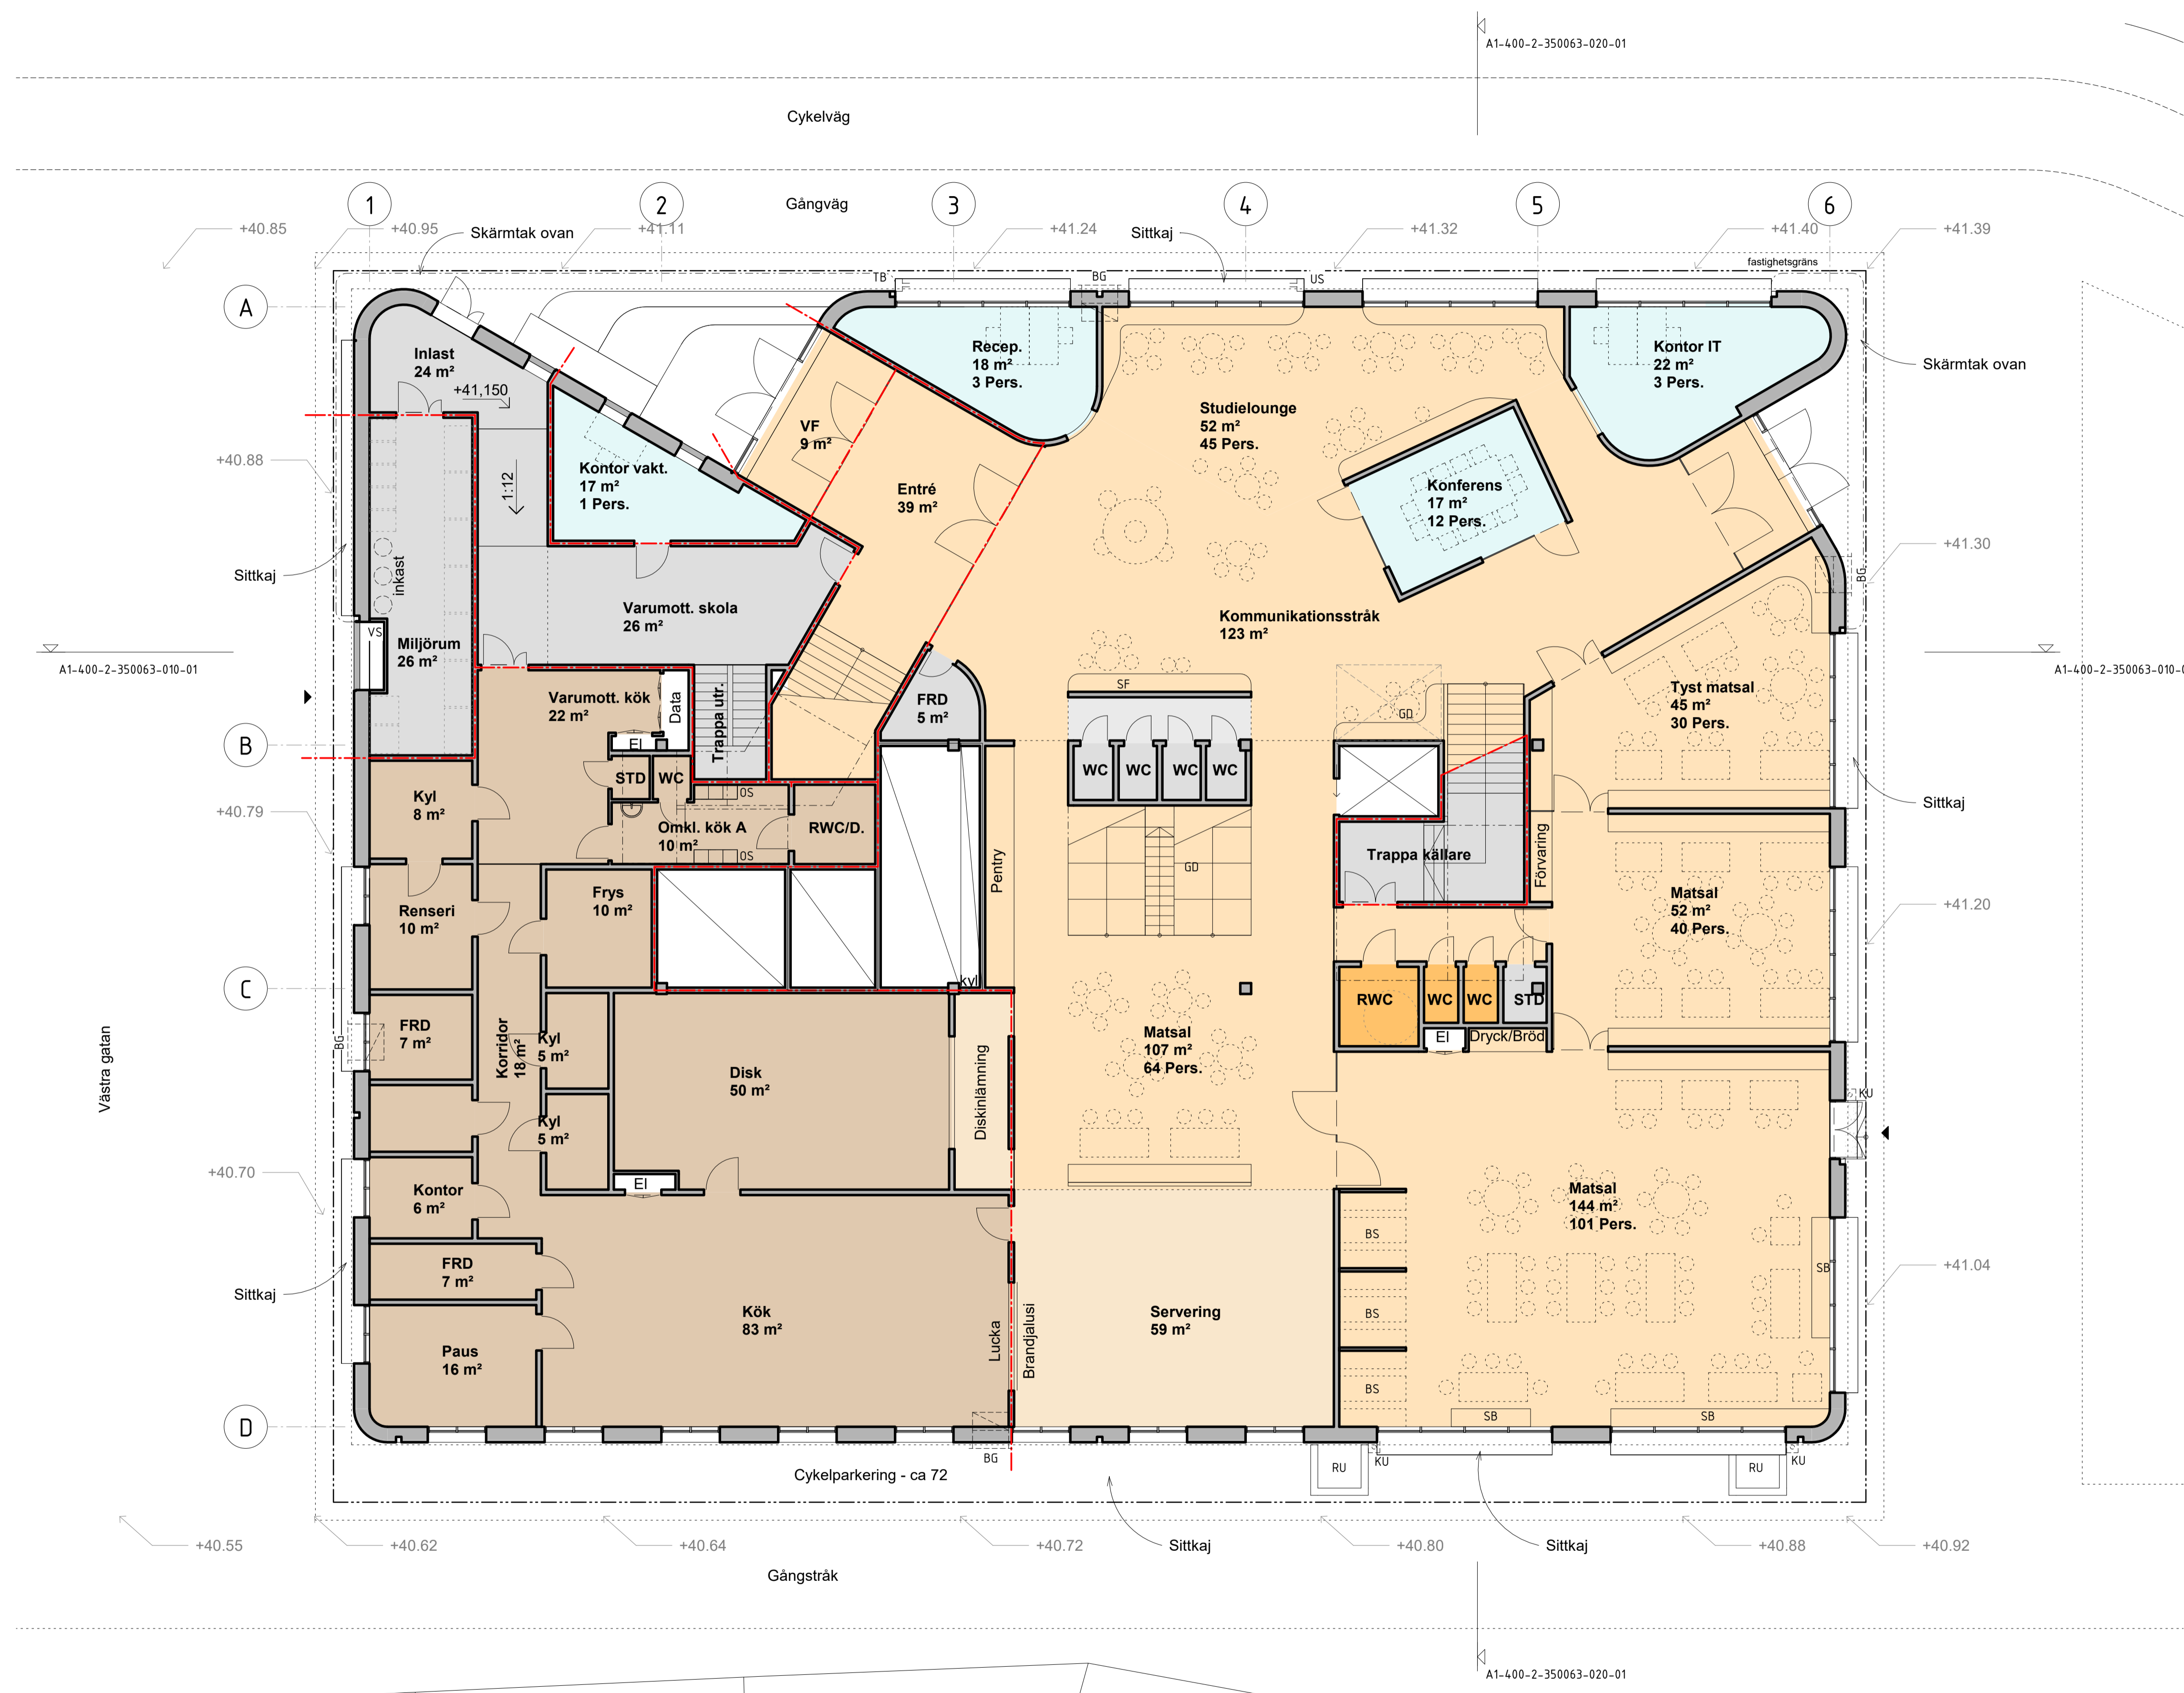 A1-400-2-350063-020-01
Cykelväg
Gångväg
1
2
3
4
5
6
+40.85
+40.95
Skärmtak ovan
+41.11
+41.24
Sittkaj
+41.32
+41.40
+41.39
fastighetsgräns
TB
BG
US
A
Inlast
24 m²
+41,150
1:12
Recep.
18 m²
3 Pers.
Kontor IT
22 m²
3 Pers.
Skärmtak ovan
Studielounge
52 m²
45 Pers.
VF
9 m²
+40.88
Kontor vakt.
17 m²
1 Pers.
Entré
39 m²
Konferens
17 m²
12 Pers.
+41.30
BG
Sittkaj
inkast
Varumott. skola
26 m²
Kommunikationsstråk
123 m²
VS
Miljörum
26 m²
A1-400-2-350063-010-01
A1-400-2-350063-010-0
Varumott. kök
22 m²
Data
Trappa utr.
FRD
5 m²
SF
GD
Tyst matsal
45 m²
30 Pers.
B
EI
STD
WC
WC
WC
WC
WC
OS
Kyl
8 m²
+40.79
Sittkaj
Omkl. kök A
10 m²
RWC/D.
OS
Pentry
GD
Trappa källare
Förvaring
Frys
10 m²
Renseri
10 m²
Matsal
52 m²
40 Pers.
+41.20
C
kyl
RWC
WC
WC
STD
FRD
7 m²
BG
Korridor
18 m²
Kyl
5 m²
Matsal
107 m²
64 Pers.
EI
Dryck/Bröd
Disk
50 m²
Diskinlämning
Västra gatan
Kyl
5 m²
KU
+40.70
Kontor
6 m²
EI
Matsal
144 m²
101 Pers.
BS
FRD
7 m²
SB
+41.04
Sittkaj
Kök
83 m²
Lucka
Brandjalusi
Servering
59 m²
BS
Paus
16 m²
BS
SB
SB
D
BG
Cykelparkering - ca 72
RU
KU
RU
KU
+40.55
+40.62
+40.64
+40.72
Sittkaj
+40.80
Sittkaj
+40.88
+40.92
Gångstråk
A1-400-2-350063-020-01